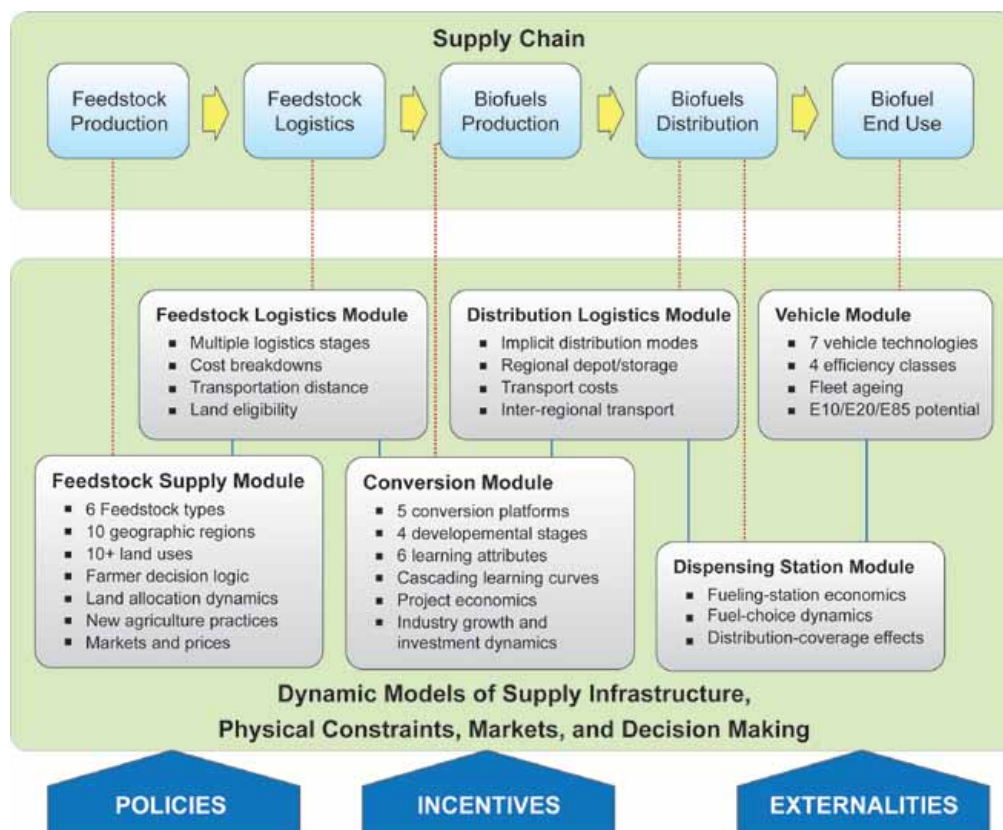 Supply Chain
Feedstock
Production
Feedstock
Logistics
Biofuels
Production
Biofuels
Distribution
Biofuel
End Use
Feedstock Logistics Module
■ Multiple logistics stages
■ Cost breakdowns
■ Transportation distance
■ Land eligibility
Distribution Logistics Module
■ Implicit distribution modes
■ Regional depot/storage
■ Transport costs
■ Inter-regional transport
Vehicle Module
■ 7 vehicle technologies
■ 4 efficiency classes
■ Fleet ageing
■ E10/E20/E85 potential
Feedstock Supply Module
■ 6 Feedstock types
■ 10 geographic regions
■ 10+ land uses
■ Farmer decision logic
■ Land allocation dynamics
■ New agriculture practices
■ Markets and prices
Conversion Module
■ 5 conversion platforms
■ 4 developemental stages
■ 6 learning attributes
■ Cascading learning curves
■ Project economics
■ Industry growth and
investment dynamics
Dispensing Station Module
■ Fueling-station economics
■ Fuel-choice dynamics
■ Distribution-coverage effects
Dynamic Models of Supply Infrastructure,
Physical Constraints, Markets, and Decision Making
POLICIES
INCENTIVES
EXTERNALITIES